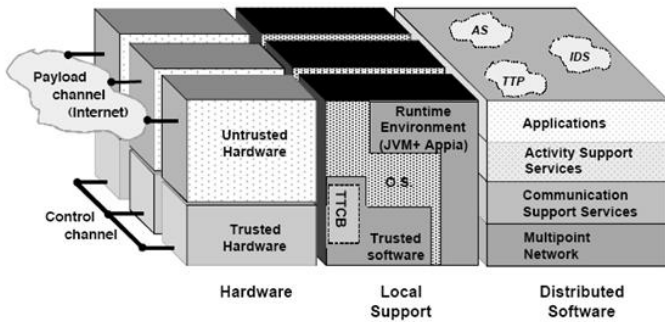 AS
IDS
TTP
Payload
channel
(Internet)
Untrusted
Hardware
Runtime
Environment
(JVM+ Appia)
O.S.
Applications
Activity Support
Services
Communication
Support Services
Multipoint
Network
Control
channel
Trusted
Hardware
TTCB
Trusted
software
Hardware
Local
Support
Distributed
Software